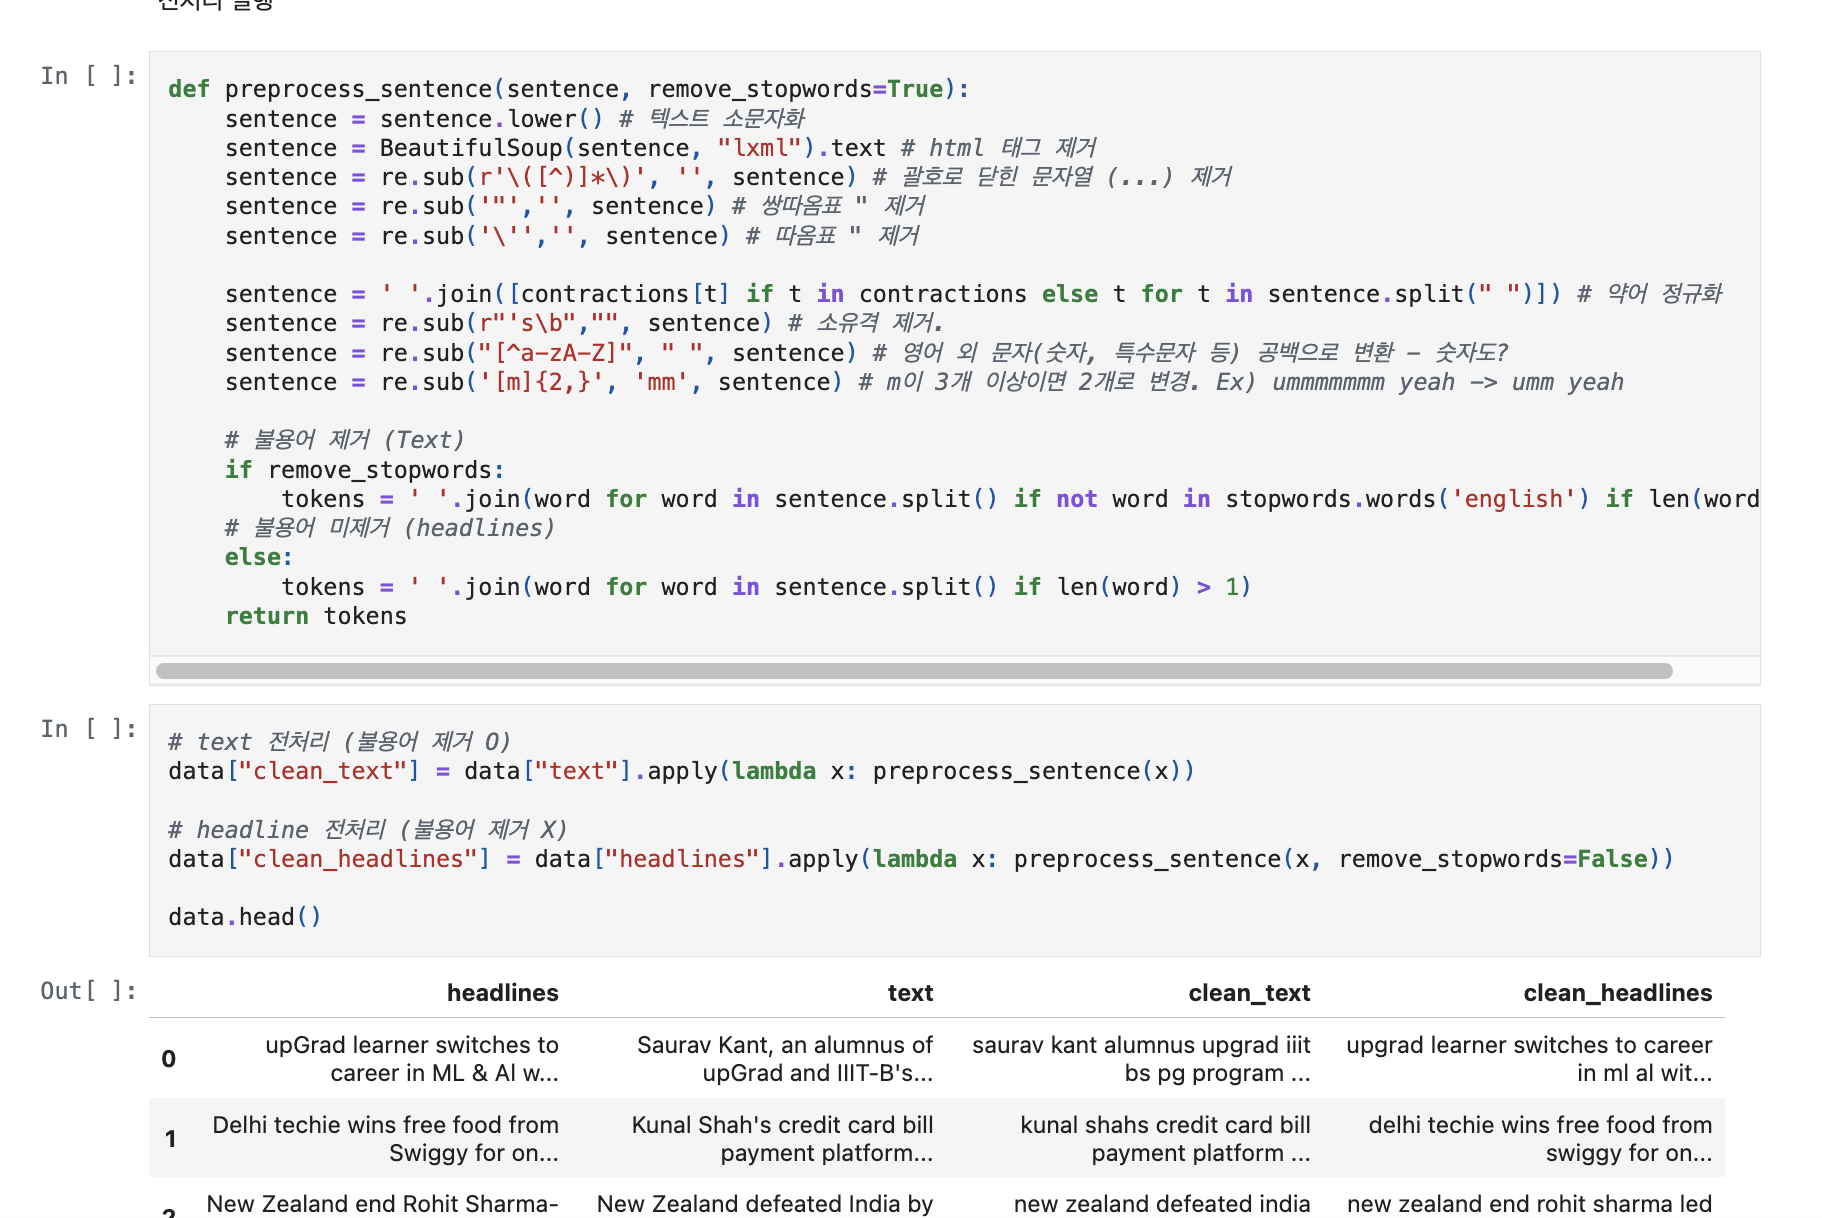 전처리 실행
In [ ]:
def preprocess_sentence(sentence, remove_stopwords=True):
    sentence = sentence.lower() # 텍스트 소문자화
    sentence = BeautifulSoup(sentence, "lxml").text # html 태그 제거
    sentence = re.sub(r'\([^)]*\)', '', sentence) # 괄호로 닫힌 문자열 (...) 제거
    sentence = re.sub('"','', sentence) # 쌍따옴표 " 제거
    sentence = re.sub('\'','', sentence) # 따옴표 " 제거
    sentence = ' '.join([contractions[t] if t in contractions else t for t in sentence.split(" ")]) # 약어 정규화
    sentence = re.sub(r"'s\b","", sentence) # 소유격 제거.
    sentence = re.sub("[^a-zA-Z]", " ", sentence) # 영어 외 문자(숫자, 특수문자 등) 공백으로 변환 - 숫자도?
    sentence = re.sub('[m]{2,}', 'mm', sentence) # m이 3개 이상이면 2개로 변경. Ex) ummmmmmm yeah -> umm yeah
    # 불용어 제거 (Text)
    if remove_stopwords:
        tokens = ' '.join(word for word in sentence.split() if not word in stopwords.words('english') if len(word
    # 불용어 미제거 (headlines)
    else:
        tokens = ' '.join(word for word in sentence.split() if len(word) > 1)
    return tokens
In [ ]:
# text 전처리 (불용어 제거 O)
data["clean_text"] = data["text"].apply(lambda x: preprocess_sentence(x))
# headline 전처리 (불용어 제거 X)
data["clean_headlines"] = data["headlines"].apply(lambda x: preprocess_sentence(x, remove_stopwords=False))
data.head()
Out[ ]:
headlines text clean_text clean_headlines
0
upGrad learner switches to
career in ML & Al w...
Saurav Kant, an alumnus of
upGrad and IIIT-B's...
saurav kant alumnus upgrad iiit
bs pg program ...
upgrad learner switches to career
in ml al wit...
1
Delhi techie wins free food from
Swiggy for on...
Kunal Shah's credit card bill
payment platform...
kunal shahs credit card bill
payment platform ...
delhi techie wins free food from
swiggy for on...
2
New Zealand end Rohit Sharma-
New Zealand defeated India by
new zealand defeated india
new zealand end rohit sharma led